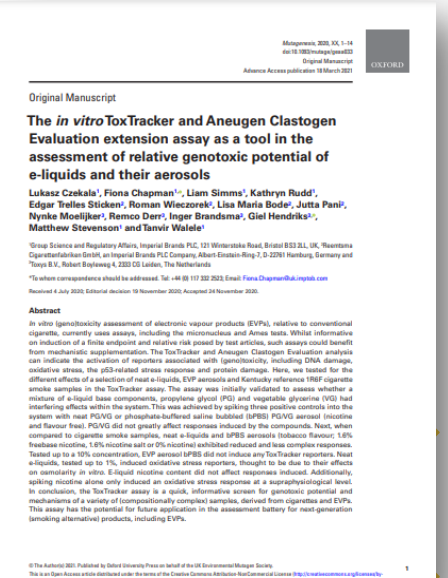 Mutagenesis, 2020, XX, 1–14
doi:10.1093/mutage/geaa033
Original Manuscript
Advance Access publication 18 March 2021
OXFORD
Original Manuscript
The in vitro ToxTracker and Aneugen Clastogen
Evaluation extension assay as a tool in the
assessment of relative genotoxic potential of
e-liquids and their aerosols
Lukasz Czekala¹, Fiona Chapman¹,*, Liam Simms¹, Kathryn Rudd¹,
Edgar Trelles Sticken², Roman Wieczorek², Lisa Maria Bode², Jutta Pani²,
Nynke Moelijker³, Remco Derr³, Inger Brandsma³, Giel Hendriks³,
Matthew Stevenson¹ and Tanvir Walele¹
¹Group Science and Regulatory Affairs, Imperial Brands PLC, 121 Winterstoke Road, Bristol BS3 2LL, UK, ²Reemtsma
Cigarettenfabriken GmbH, an Imperial Brands PLC Company, Albert-Einstein-Ring-7, D-22761 Hamburg, Germany and
³Toxys B.V., Robert Boyleweg 4, 2333 CG Leiden, The Netherlands
*To whom correspondence should be addressed. Tel: +44 (0) 117 332 2523; Email: Fiona.Chapman@uk.imptob.com
Received 4 July 2020; Editorial decision 19 November 2020; Accepted 24 November 2020.
Abstract
In vitro (geno)toxicity assessment of electronic vapour products (EVPs), relative to conventional
cigarette, currently uses assays, including the micronucleus and Ames tests. Whilst informative
on induction of a finite endpoint and relative risk posed by test articles, such assays could benefit
from mechanistic supplementation. The ToxTracker and Aneugen Clastogen Evaluation analysis
can indicate the activation of reporters associated with (geno)toxicity, including DNA damage,
oxidative stress, the p53-related stress response and protein damage. Here, we tested for the
different effects of a selection of neat e-liquids, EVP aerosols and Kentucky reference 1R6F cigarette
smoke samples in the ToxTracker assay. The assay was initially validated to assess whether a
mixture of e-liquid base components, propylene glycol (PG) and vegetable glycerine (VG) had
interfering effects within the system. This was achieved by spiking three positive controls into the
system with neat PG/VG or phosphate-buffered saline bubbled (bPBS) PG/VG aerosol (nicotine
and flavour free). PG/VG did not greatly affect responses induced by the compounds. Next, when
compared to cigarette smoke samples, neat e-liquids and bPBS aerosols (tobacco flavour; 1.6%
freebase nicotine, 1.6% nicotine salt or 0% nicotine) exhibited reduced and less complex responses.
Tested up to a 10% concentration, EVP aerosol bPBS did not induce any ToxTracker reporters. Neat
e-liquids, tested up to 1%, induced oxidative stress reporters, thought to be due to their effects
on osmolarity in vitro. E-liquid nicotine content did not affect responses induced. Additionally,
spiking nicotine alone only induced an oxidative stress response at a supraphysiological level.
In conclusion, the ToxTracker assay is a quick, informative screen for genotoxic potential and
mechanisms of a variety of (compositionally complex) samples, derived from cigarettes and EVPs.
This assay has the potential for future application in the assessment battery for next-generation
(smoking alternative) products, including EVPs.
© The Author(s) 2021. Published by Oxford University Press on behalf of the UK Environmental Mutagen Society.
1
This is an Open Access article distributed under the terms of the Creative Commons Attribution-NonCommercial License (http://creativecommons.org/licenses/by-